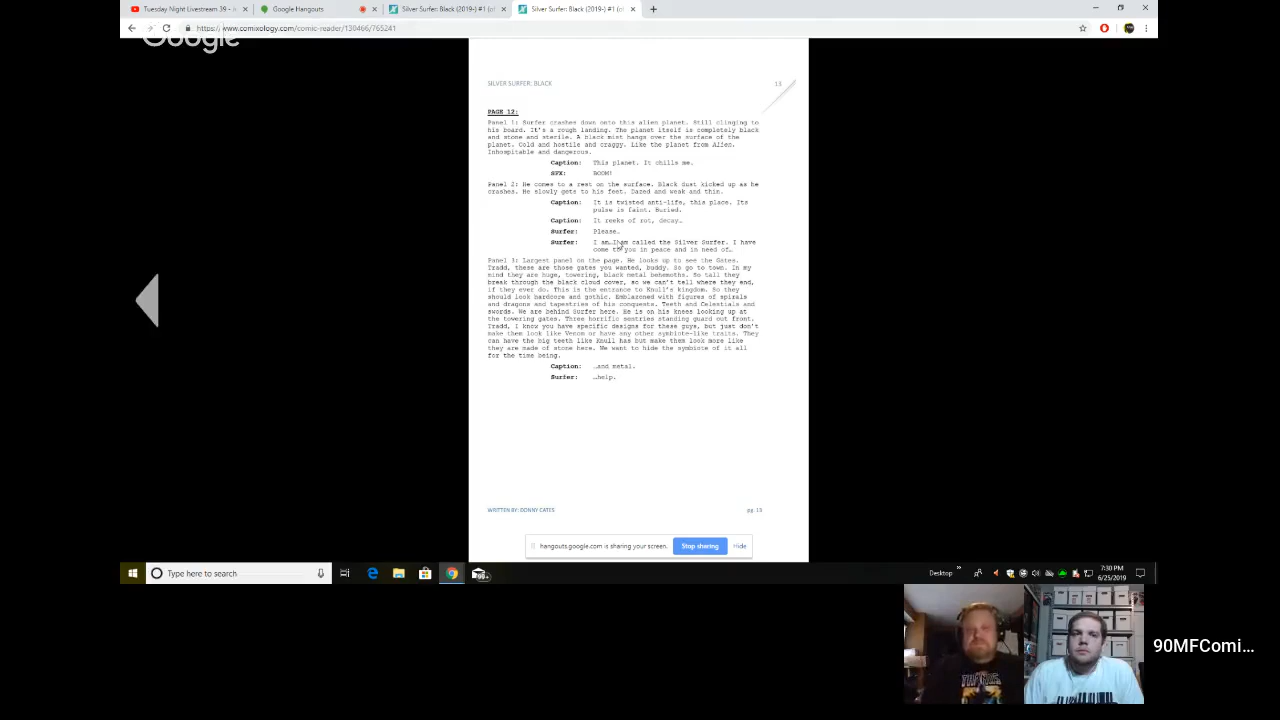 Tuesday Night Livestream 39 -
Google Hangouts
Silver Surfer: Black (2019-) #1 (of
Silver Surfer: Black (2019-) #1 (o
https://www.comixology.com/comic-reader/139466/765241
Google
SILVER SURFER: BLACK
13
PAGE 12:
Panel 1: Surfer crashes down onto this alien planet. Still clinging to
his board. It's a rough landing. The planet itself is completely black
and stone and sterile. A black mist hangs over the surface of the
planet. Cold and hostile and craggy. Like the planet from Alien.
Inhospitable and dangerous.
Caption: This planet. It chills me.
SFX: BOOM!
Panel 2: He comes to a rest on the surface. Black dust kicked up as he
crashes. He slowly gets to his feet. Dazed and weak and thin.
Caption: It is twisted anti-life, this place. Its
pulse is faint. Buried.
Caption: It reeks of rot, decay…
Surfer: Please…
Surfer: I am…I am called the Silver Surfer. I have
come to you in peace and in need of…
Panel 3: Largest panel on the page. He looks up to see the Gates.
Tradd, these are those gates you wanted, buddy. So go to town. In my
mind they are huge, towering, black metal behemoths. So tall they
break through the black cloud cover, so we can't tell where they end,
if they ever do. This is the entrance to Knull's kingdom. So they
should look hardcore and gothic. Emblazoned with figures of spirals
and dragons and tapestries of his conquests. Teeth and Celestials and
swords. We are behind Surfer here. He is on his knees looking up at
the towering gates. Three horrific sentries standing guard out front.
Tradd, I know you have specific designs for these guys, but just don't
make them look like Venom or have any other symbiote-like traits. They
can have the big teeth like Knull has but make them look more like
they are made of stone here. We want to hide the symbiote of it all
for the time being.
Caption: …and metal.
Surfer: …help.
WRITTEN BY: DONNY CATES
pg. 13
hangouts.google.com is sharing your screen.
Stop sharing
Hide
Type here to search
99+
Desktop
7:30 PM
6/25/2019
90MFComi...